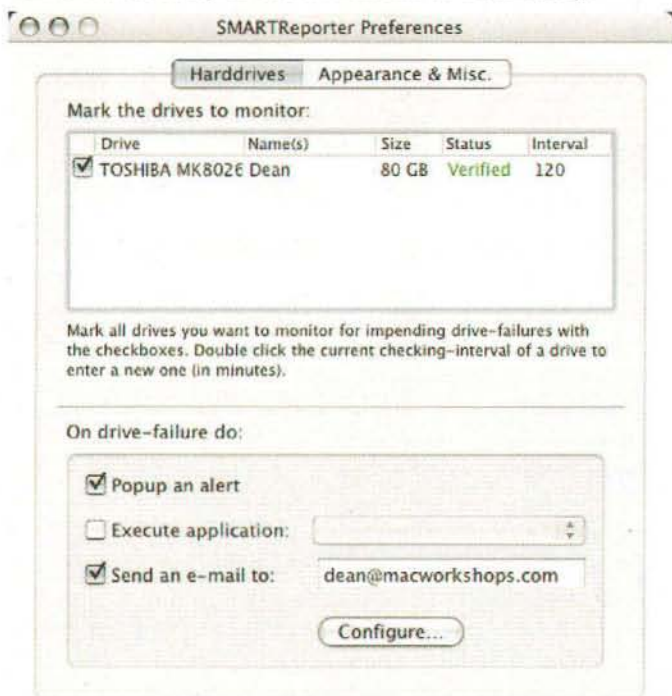 SMARTReporter Preferences
Harddrives Appearance & Misc.
Mark the drives to monitor:
Drive Name(s) Size Status Interval
TOSHIBA MK8026 Dean 80 GB Verified 120
Mark all drives you want to monitor for impending drive-failures with
the checkboxes. Double click the current checking-interval of a drive to
enter a new one (in minutes).
On drive-failure do:
Popup an alert
Execute application:
Send an e-mail to: dean@macworkshops.com
Configure...